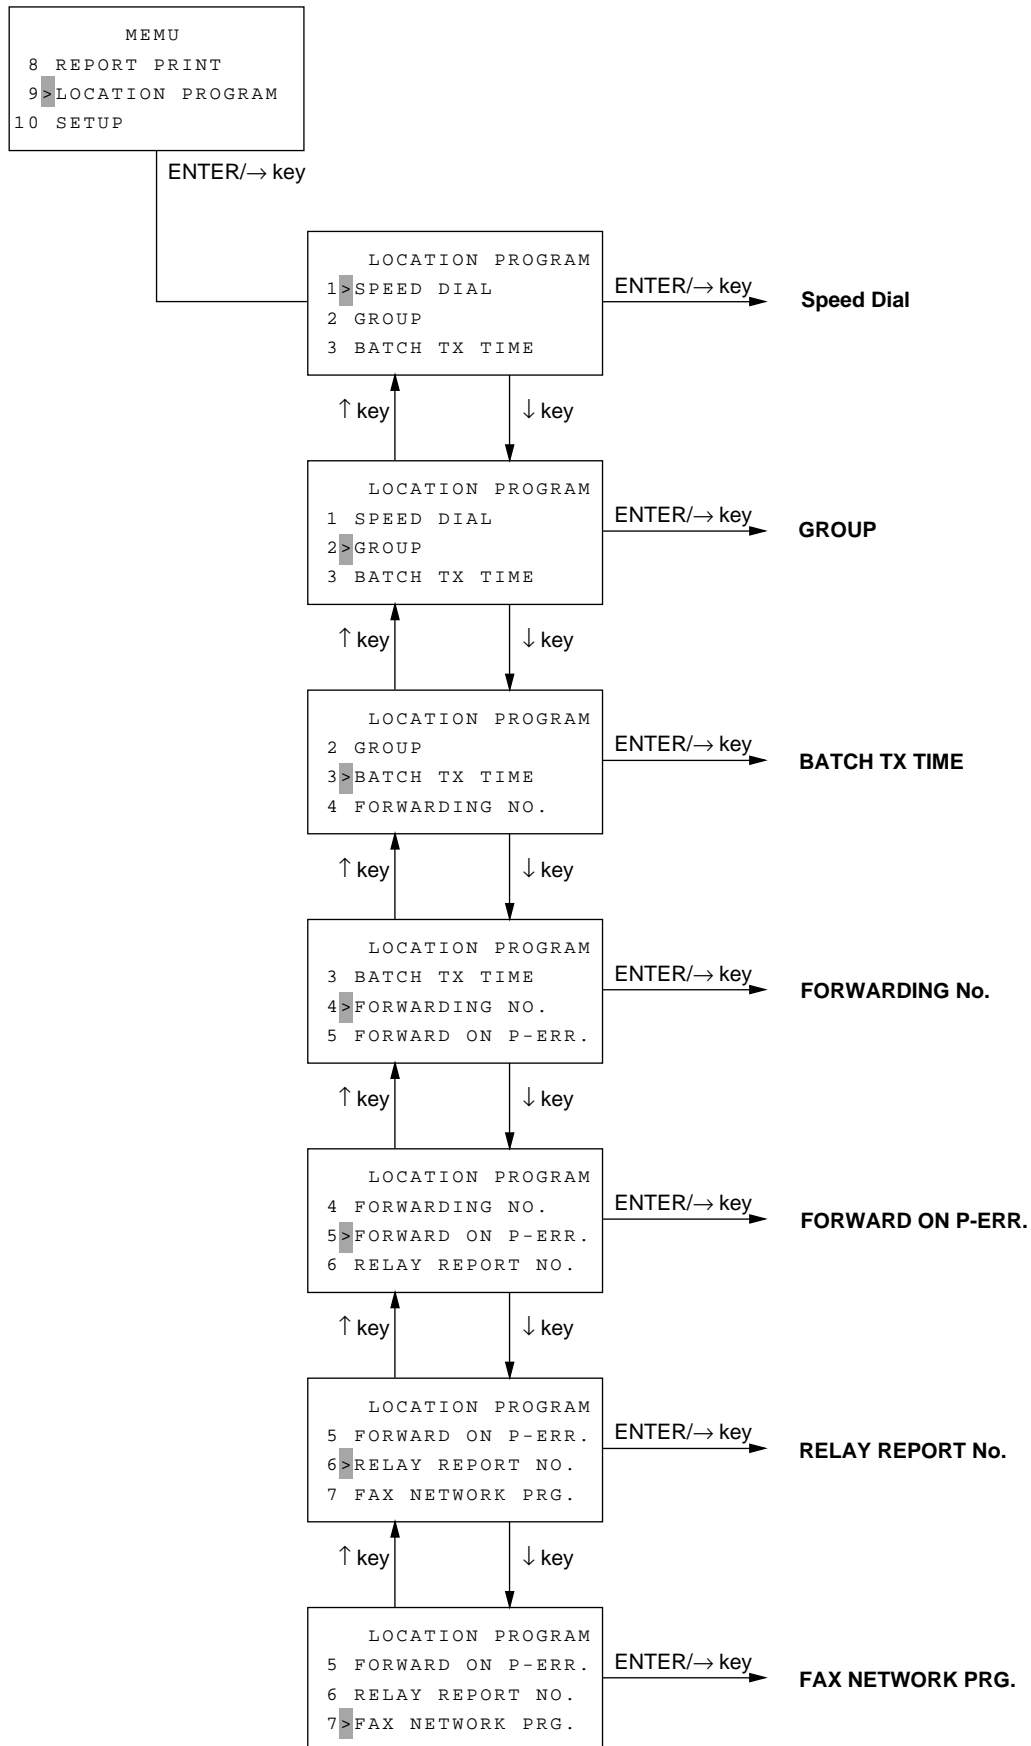 MEMU
8 REPORT PRINT
9>LOCATION PROGRAM
10 SETUP
ENTER/→ key
LOCATION PROGRAM
1>SPEED DIAL
2 GROUP
3 BATCH TX TIME
ENTER/→ key
Speed Dial
↑ key
↓ key
LOCATION PROGRAM
1 SPEED DIAL
2>GROUP
3 BATCH TX TIME
ENTER/→ key
GROUP
↑ key
↓ key
LOCATION PROGRAM
2 GROUP
3>BATCH TX TIME
4 FORWARDING NO.
ENTER/→ key
BATCH TX TIME
↑ key
↓ key
LOCATION PROGRAM
3 BATCH TX TIME
4>FORWARDING NO.
5 FORWARD ON P-ERR.
ENTER/→ key
FORWARDING No.
↑ key
↓ key
LOCATION PROGRAM
4 FORWARDING NO.
5>FORWARD ON P-ERR.
6 RELAY REPORT NO.
ENTER/→ key
FORWARD ON P-ERR.
↑ key
↓ key
LOCATION PROGRAM
5 FORWARD ON P-ERR.
6>RELAY REPORT NO.
7 FAX NETWORK PRG.
ENTER/→ key
RELAY REPORT No.
↑ key
↓ key
LOCATION PROGRAM
5 FORWARD ON P-ERR.
6 RELAY REPORT NO.
7>FAX NETWORK PRG.
ENTER/→ key
FAX NETWORK PRG.